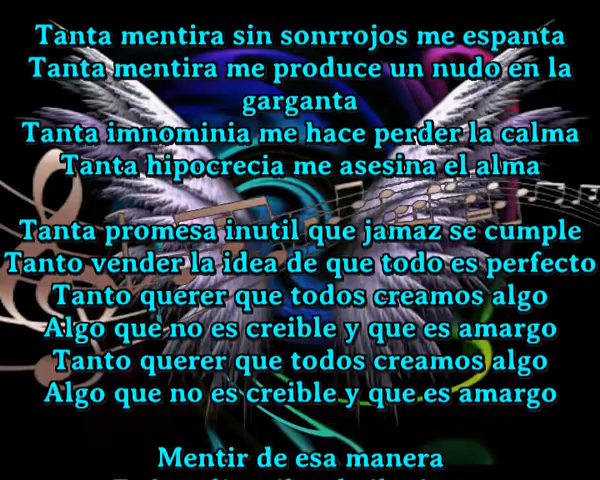 Tanta mentira sin sonrrojos me espanta
Tanta mentira me produce un nudo en la
garganta
Tanta imnominia me hace perder la calma
Tanta hipocrecia me asesina el alma
Tanta promesa inutil que jamaz se cumple
Tanto vender la idea de que todo es perfecto
Tanto querer que todos creamos algo
Algo que no es creible y que es amargo
Tanto querer que todos creamos algo
Algo que no es creible y que es amargo
Mentir de esa manera